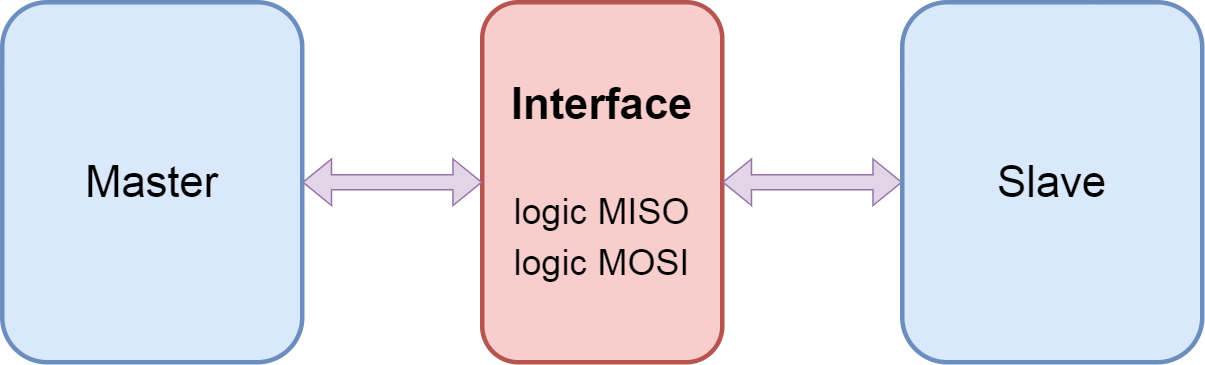 Master
Interface
logic MISO
logic MOSI
Slave